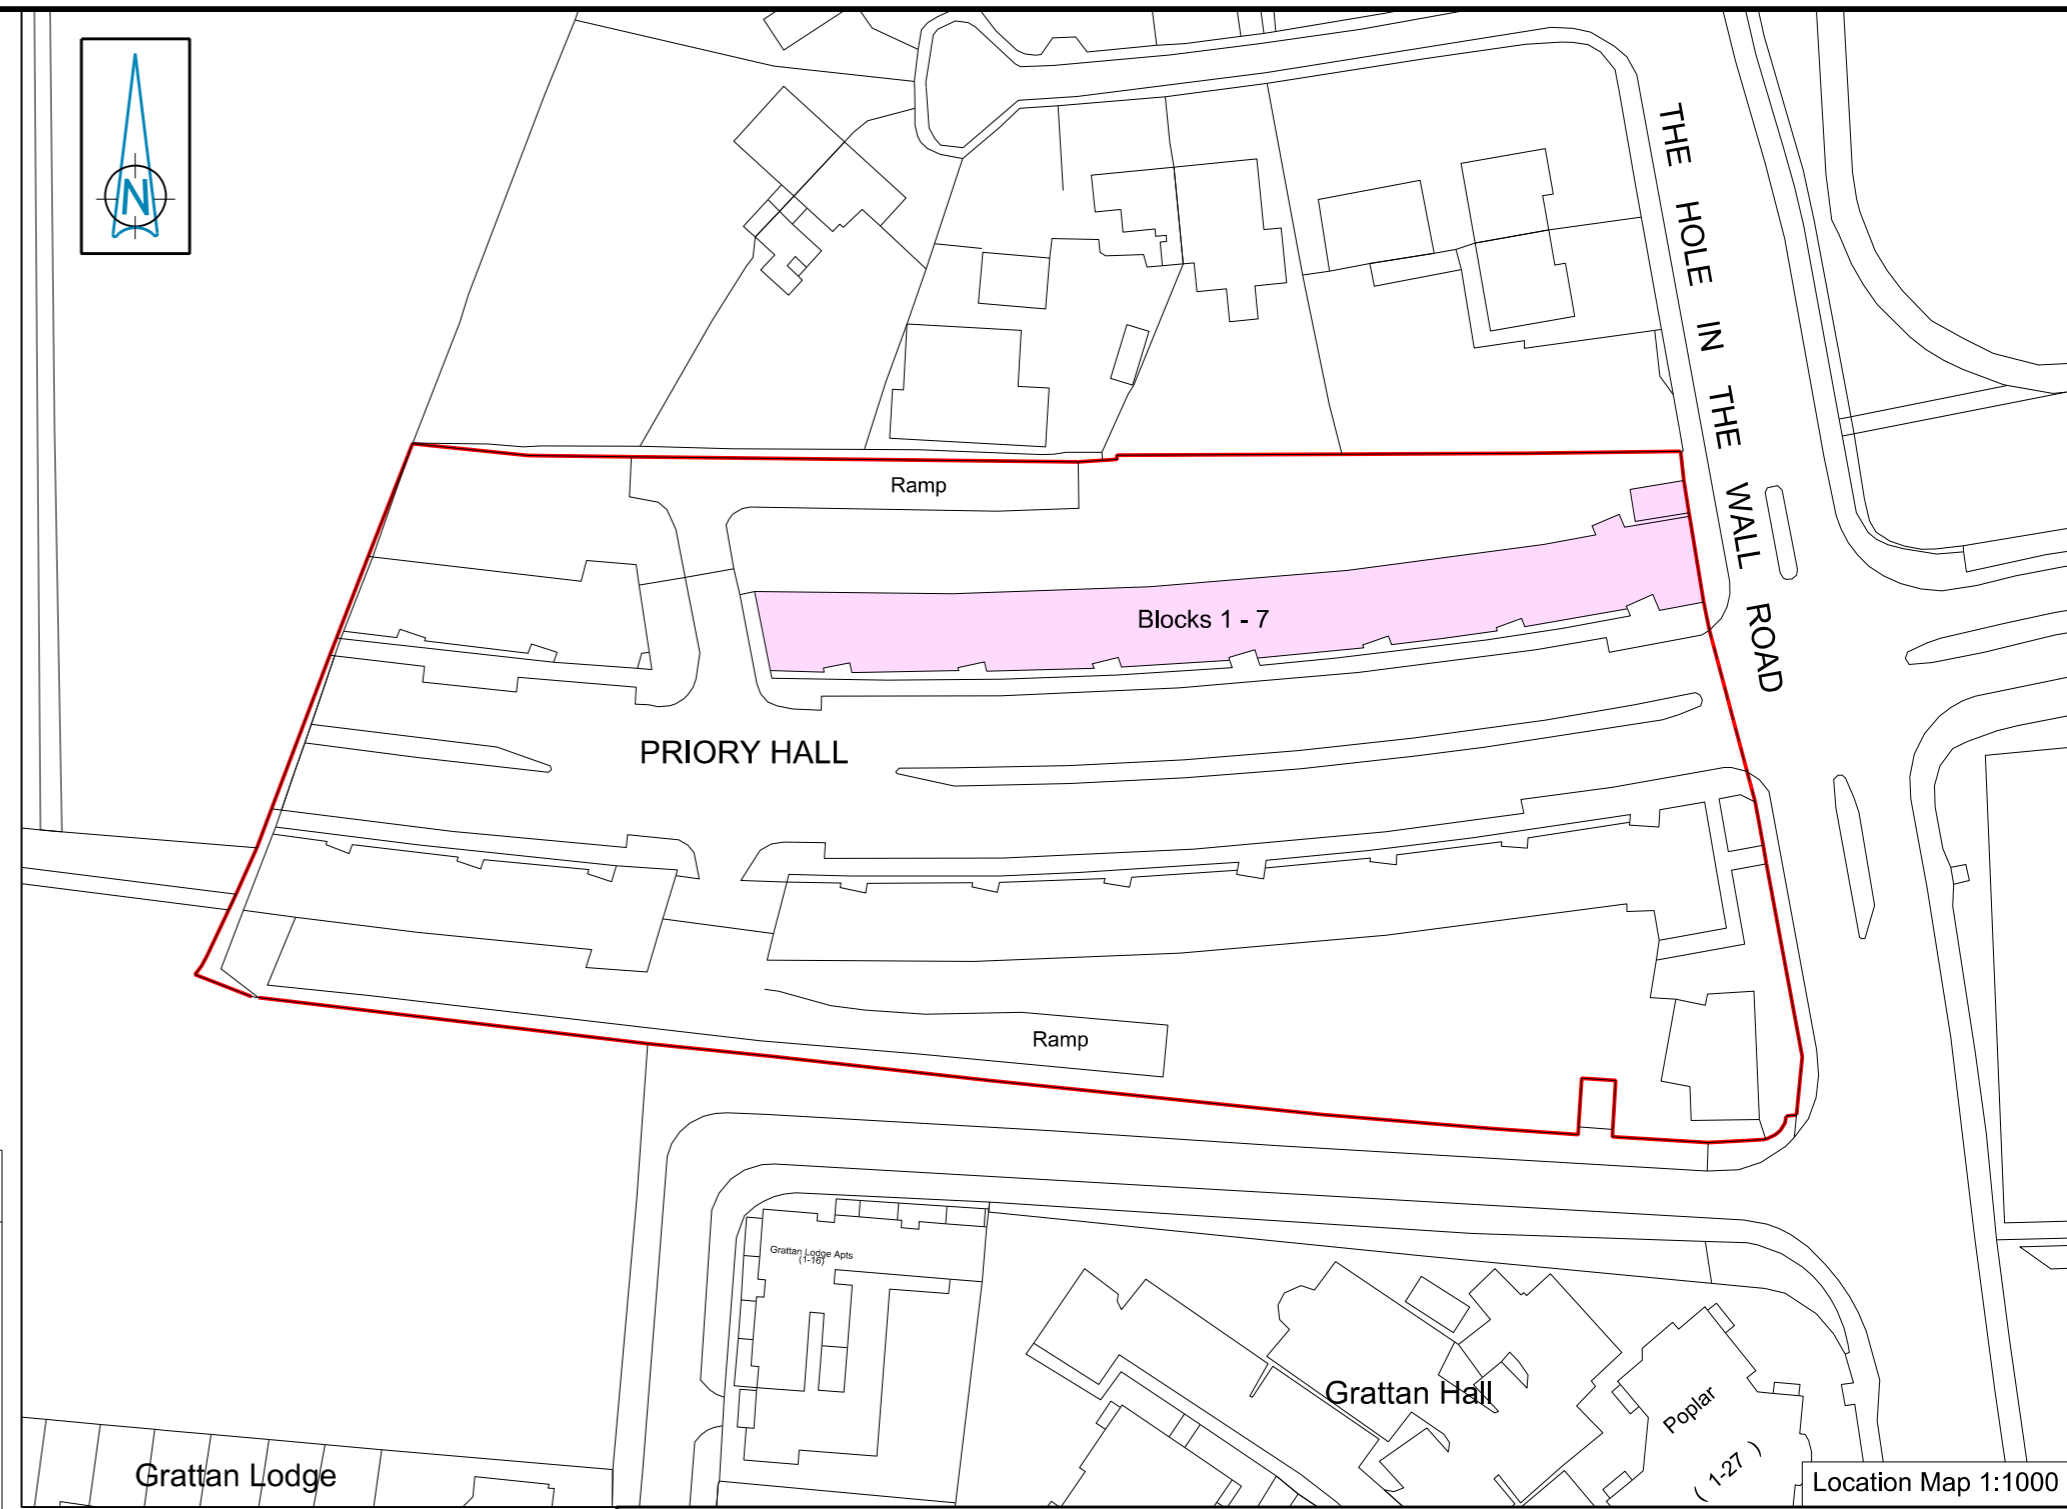 N
THE HOLE IN THE WALL ROAD
Ramp
Blocks 1 - 7
PRIORY HALL
Ramp
Grattan Lodge Apts
(1-16)
Grattan Hall
Poplar
( 1-27 )
Grattan Lodge
Location Map 1:1000